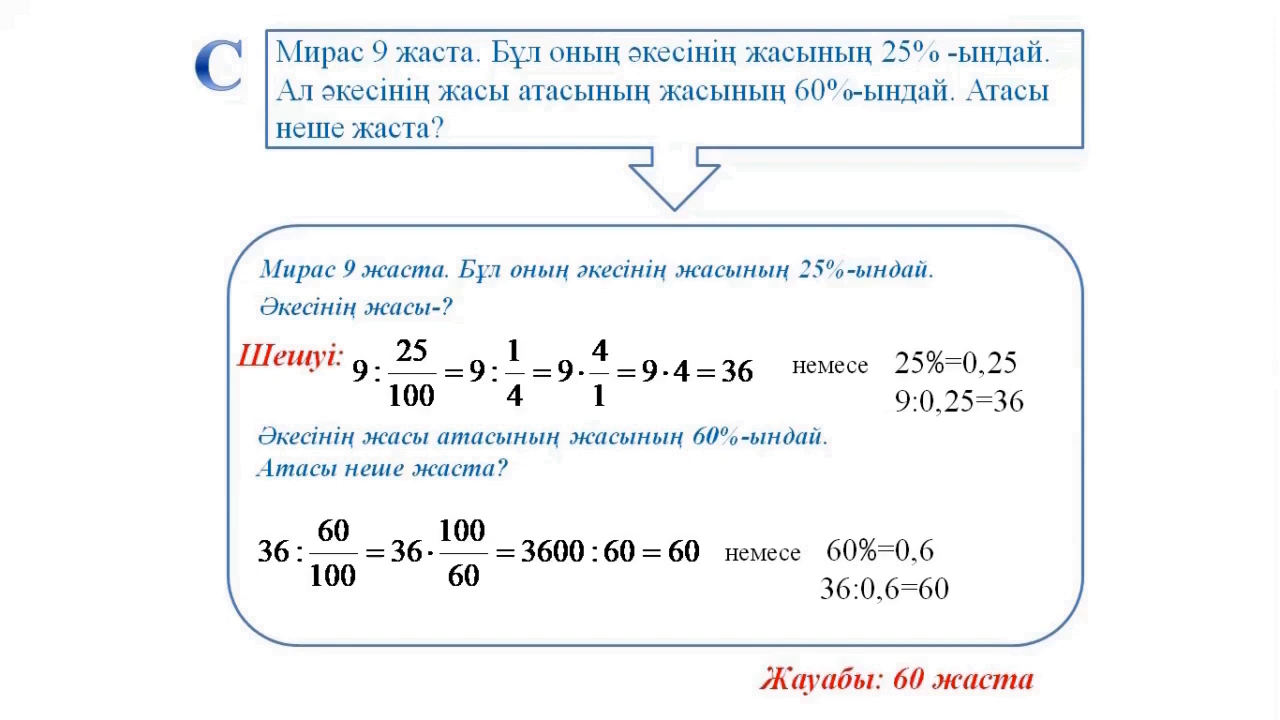 С
Мирас 9 жаста. Бұл оның әкесінің жасының 25% -ындай.
Ал әкесінің жасы атасының жасының 60%-ындай. Атасы
неше жаста?
Мирас 9 жаста. Бұл оның әкесінің жасының 25%-ындай.
Әкесінің жасы-?
Шешуі: 9 : 25/100 = 9 : 1/4 = 9 · 4/1 = 9 · 4 = 36 немесе 25%=0,25
9:0,25=36
Әкесінің жасы атасының жасының 60%-ындай.
Атасы неше жаста?
36 : 60/100 = 36 · 100/60 = 3600 : 60 = 60 немесе 60%=0,6
36:0,6=60
Жауабы: 60 жаста